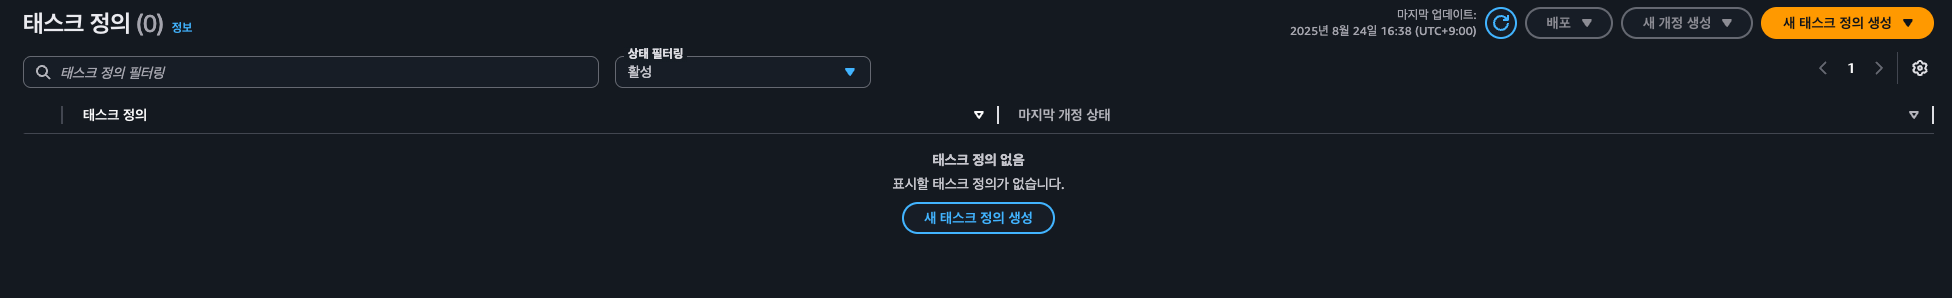 태스크 정의 (0) 정보
마지막 업데이트:
2025년 8월 24일 16:38 (UTC+9:00)
배포
새 개정 생성
새 태스크 정의 생성
태스크 정의 필터링
상태 필터링
활성
1
태스크 정의
마지막 개정 상태
태스크 정의 없음
표시할 태스크 정의가 없습니다.
새 태스크 정의 생성